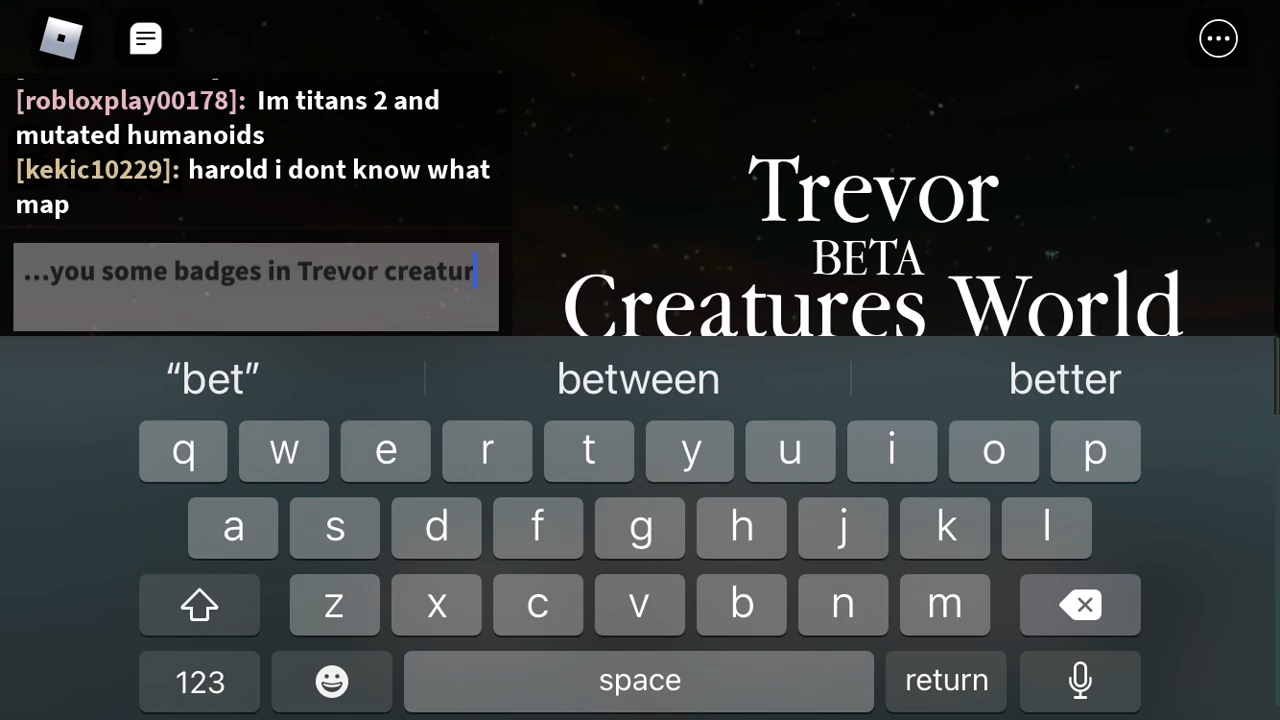 [robloxplay00178]: Im titans 2 and
mutated humanoids
[kekic10229]: harold i dont know what
map
...you some badges in Trevor creatur
Trevor
BETA
Creatures World
“bet” between better
q w e r t y u i o p
a s d f g h j k l
z x c v b n m
123 space return